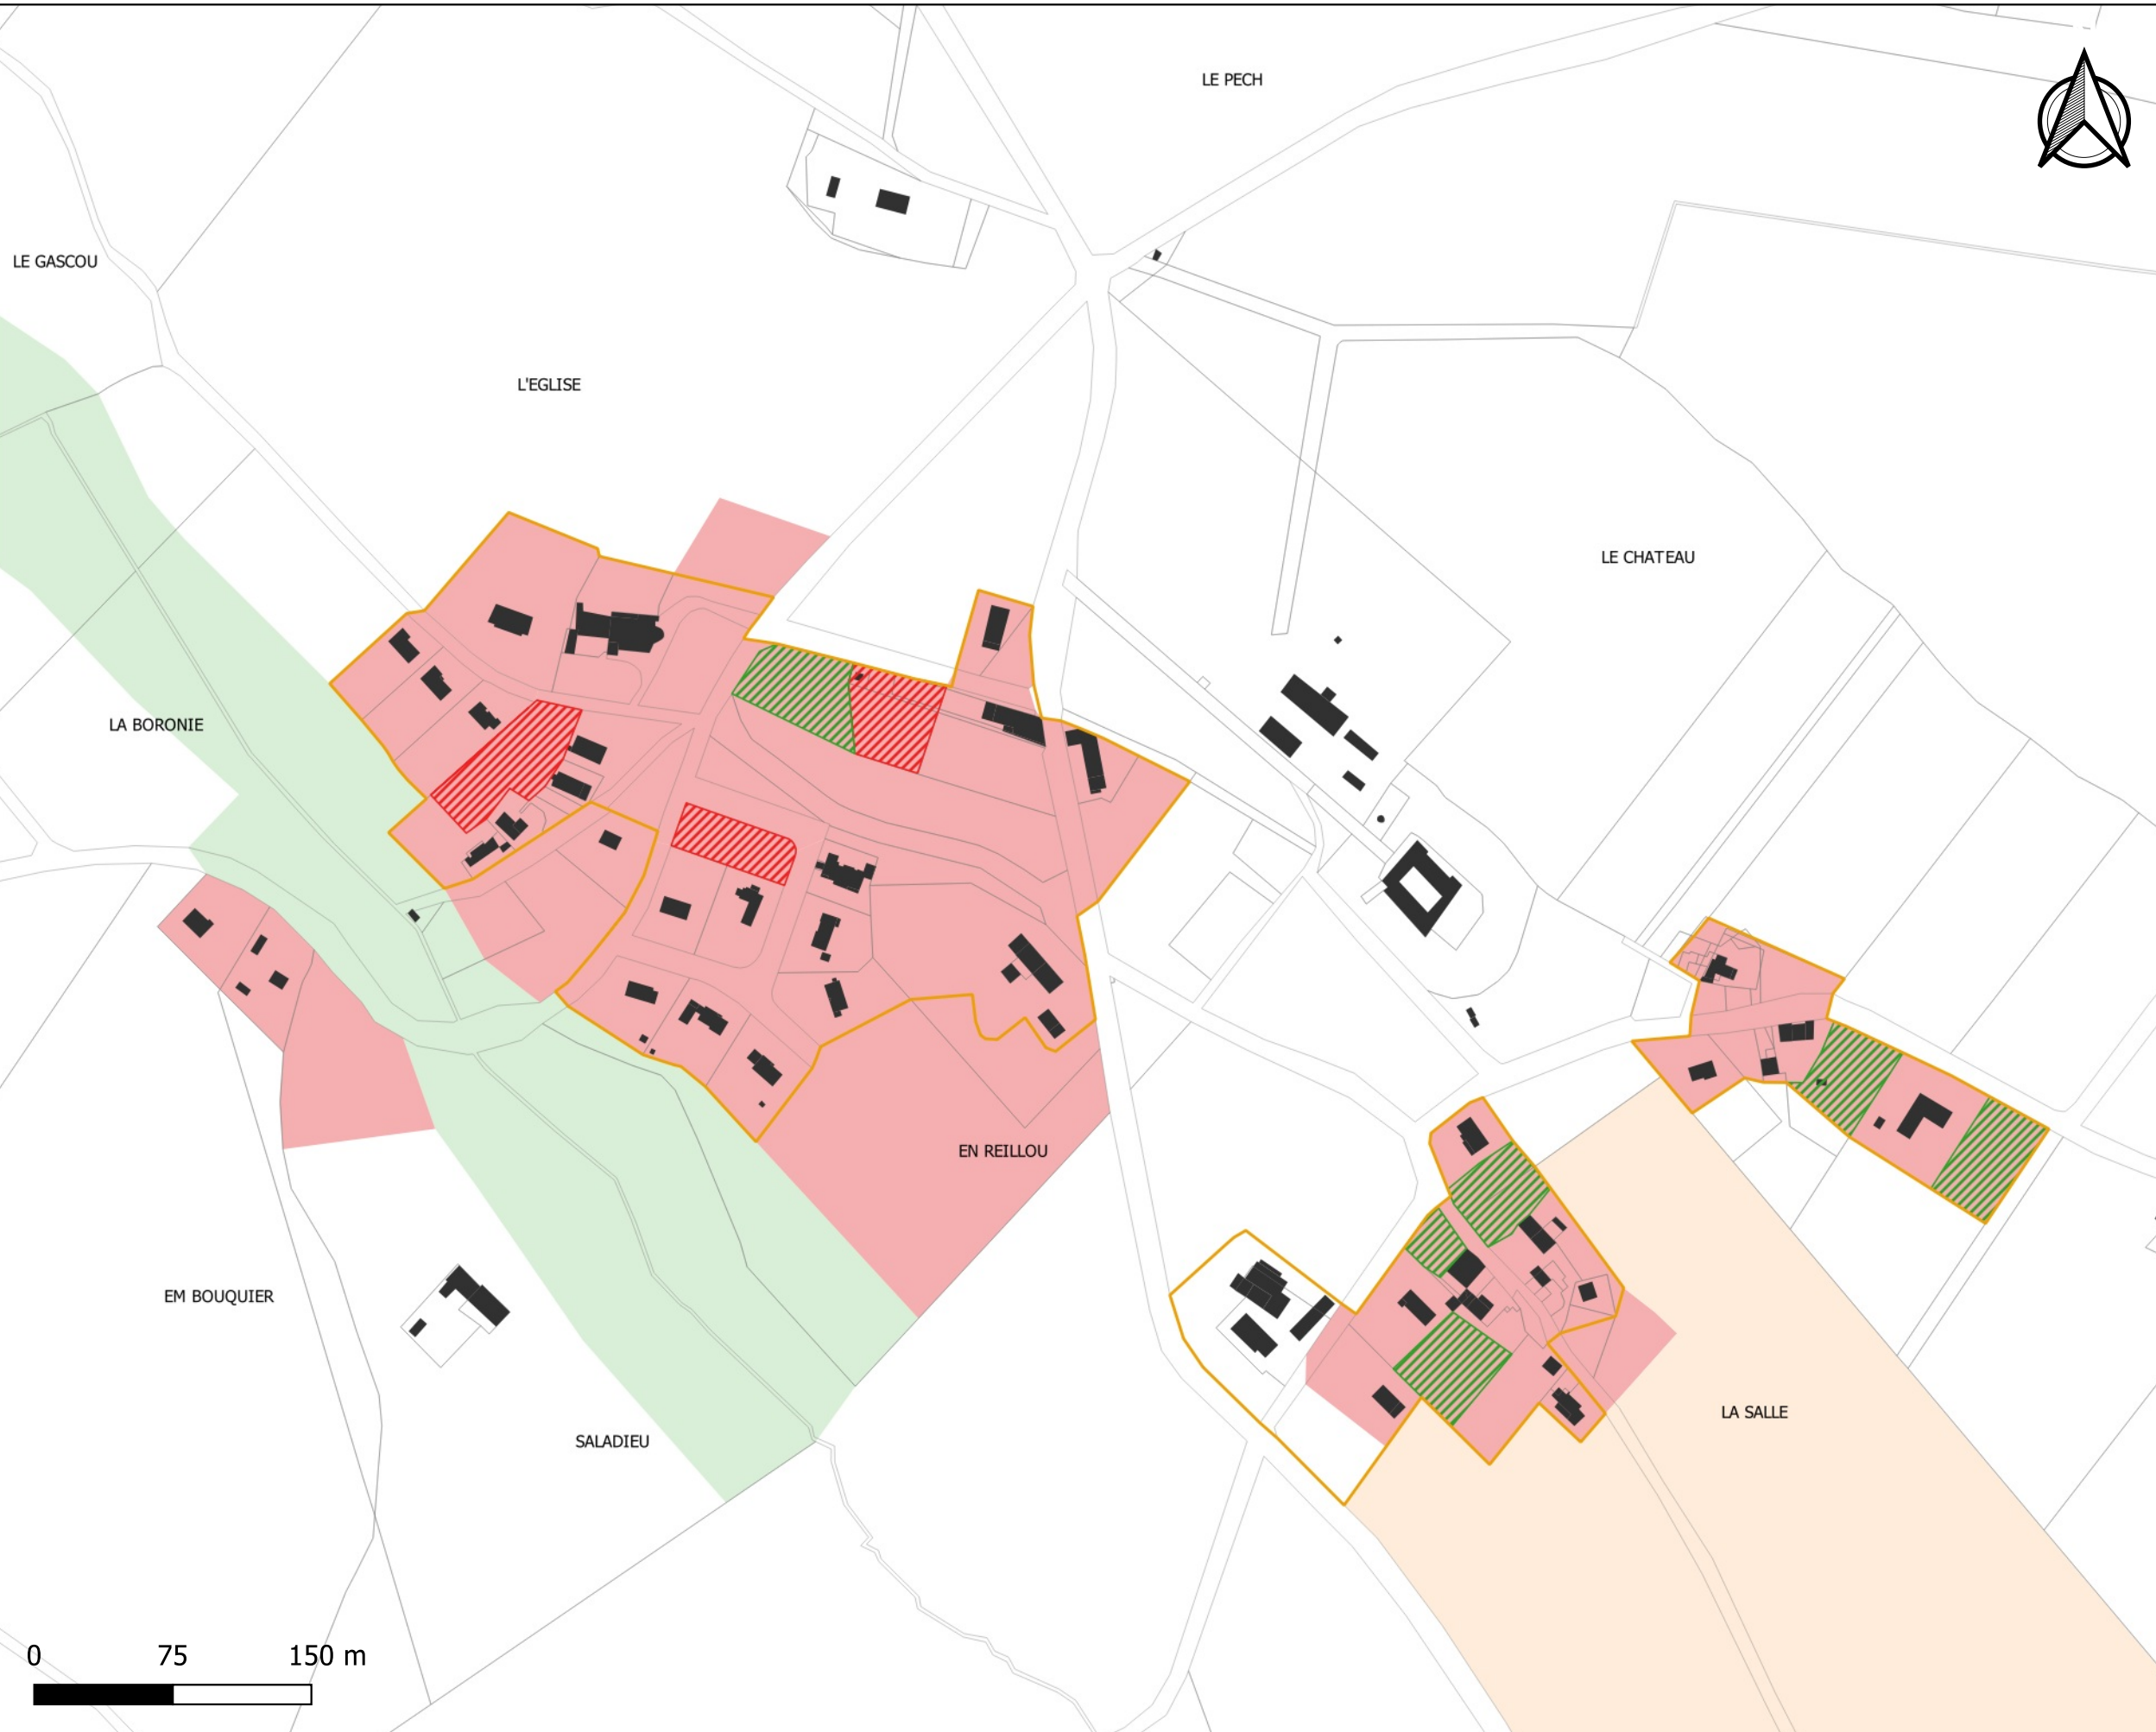 LE PECH
LE GASCOU
L'EGLISE
LE CHATEAU
LA BORONIE
EN REILLOU
EM BOUQUIER
LA SALLE
SALADIEU
0 75 150 m